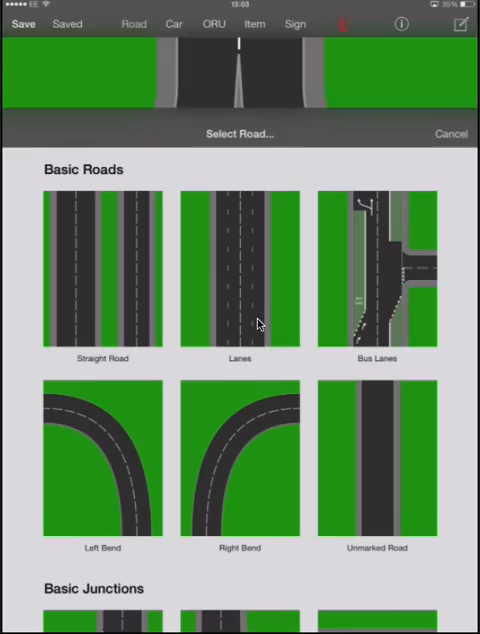 EE 13:03 35%
Save Saved Road Car ORU Item Sign L
Select Road... Cancel
Basic Roads
Straight Road Lanes Bus Lanes
Left Bend Right Bend Unmarked Road
Basic Junctions